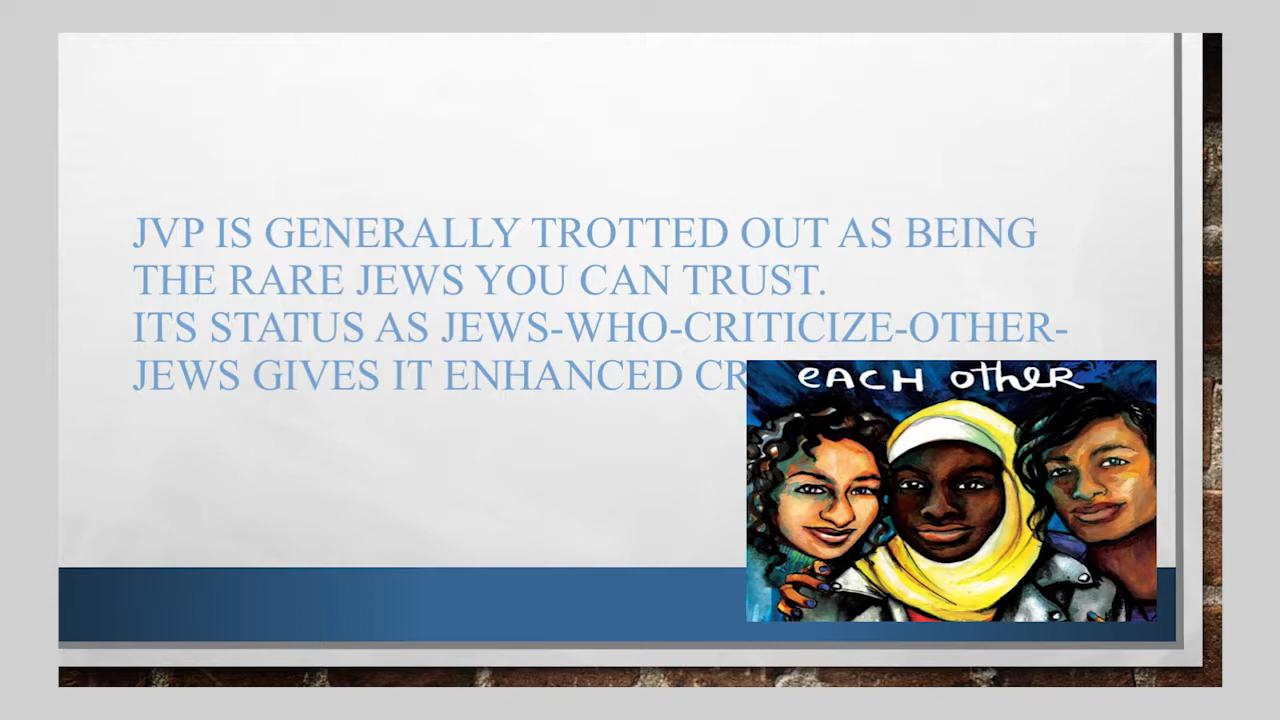 JVP IS GENERALLY TROTTED OUT AS BEING
THE RARE JEWS YOU CAN TRUST.
ITS STATUS AS JEWS-WHO-CRITICIZE-OTHER-
JEWS GIVES IT ENHANCED
eACH otheR